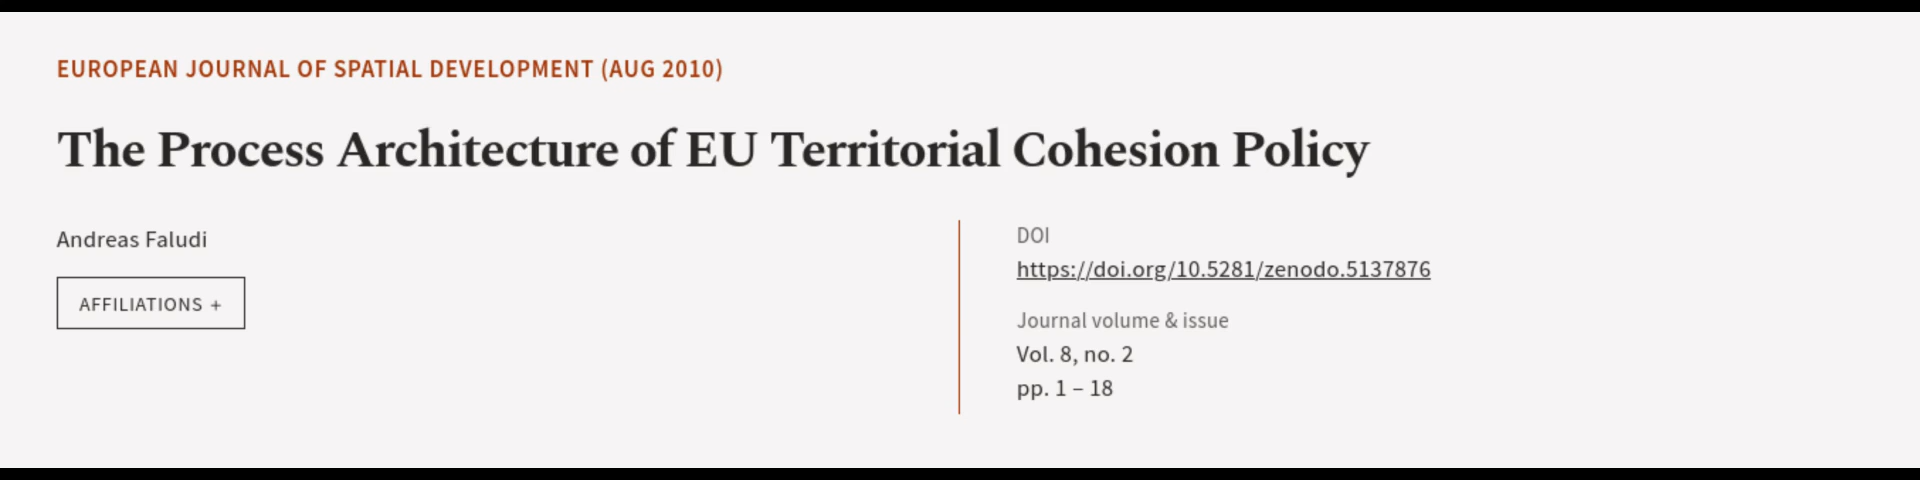 EUROPEAN JOURNAL OF SPATIAL DEVELOPMENT (AUG 2010)
The Process Architecture of EU Territorial Cohesion Policy
Andreas Faludi
AFFILIATIONS +
DOI
https://doi.org/10.5281/zenodo.5137876
Journal volume & issue
Vol. 8, no. 2
pp. 1 – 18